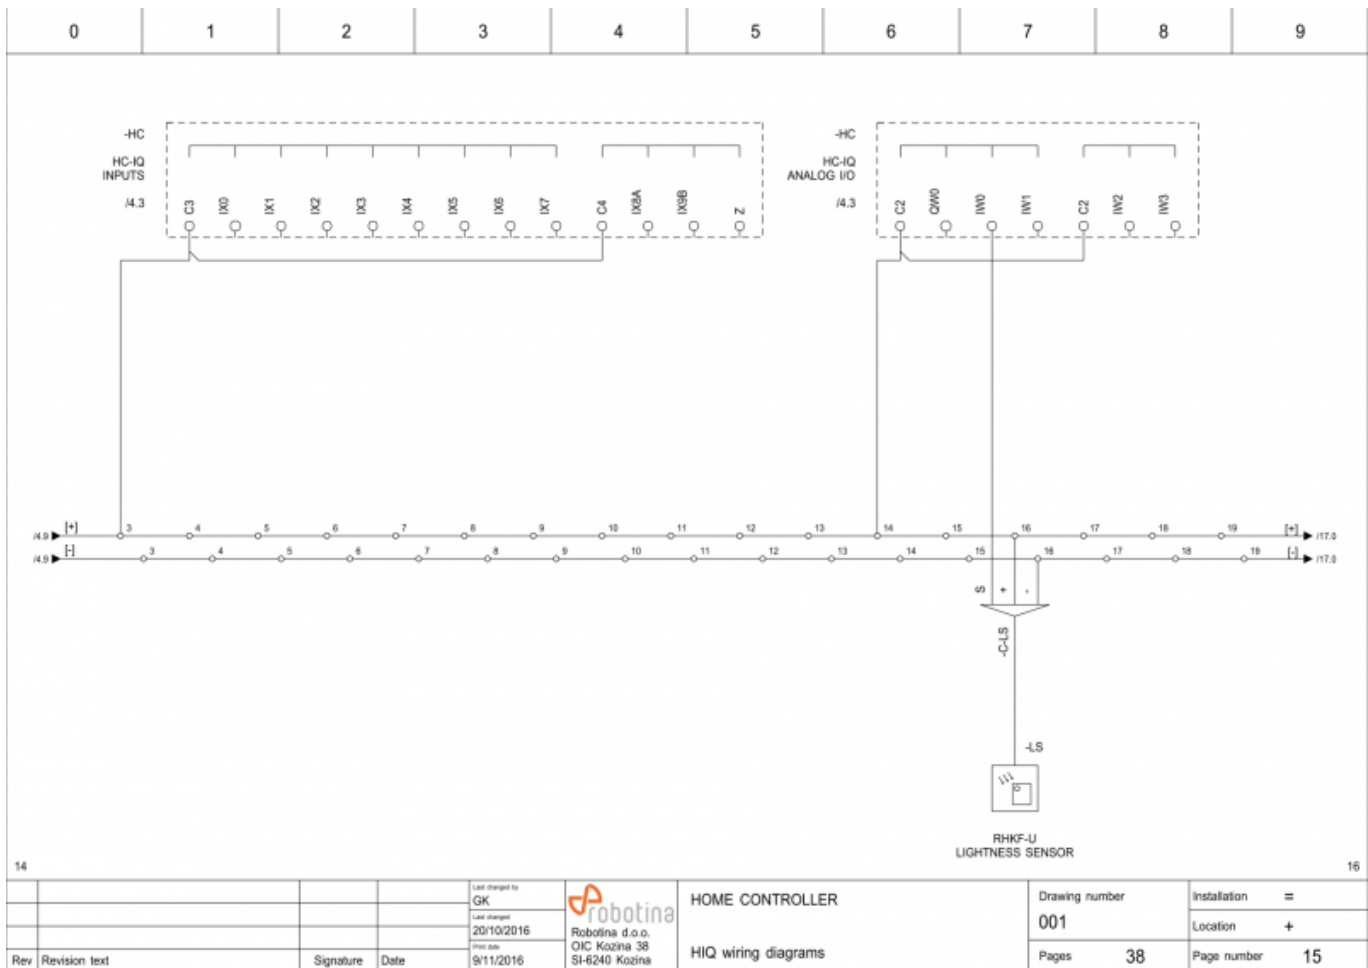 0 1 2 3 4 5 6 7 8 9
-HC
HC-IQ
INPUTS
/4.3
C3 IX0 IX1 IX2 IX3 IX4 IX5 IX6 IX7 C4 IX8A IX9B Z
-HC
HC-IQ
ANALOG I/O
/4.3
C2 QW0 IW0 IW1 C2 IW2 IW3
/4.9 [+] 3 4 5 6 7 8 9 10 11 12 13 14 15 16 17 18 19 [+] /17.0
/4.9 [-] 3 4 5 6 7 8 9 10 11 12 13 14 15 16 17 18 19 [-] /17.0
S + -
-C-LS
-LS
RHKF-U
LIGHTNESS SENSOR
14
16
Rev Revision text Signature Date
Last changed by
GK
Last changed
20/10/2016
Print date
9/11/2016
robotina
Robotina d.o.o.
OIC Kozina 38
SI-6240 Kozina
HOME CONTROLLER
HIQ wiring diagrams
Drawing number
001
Pages 38
Installation =
Location +
Page number 15